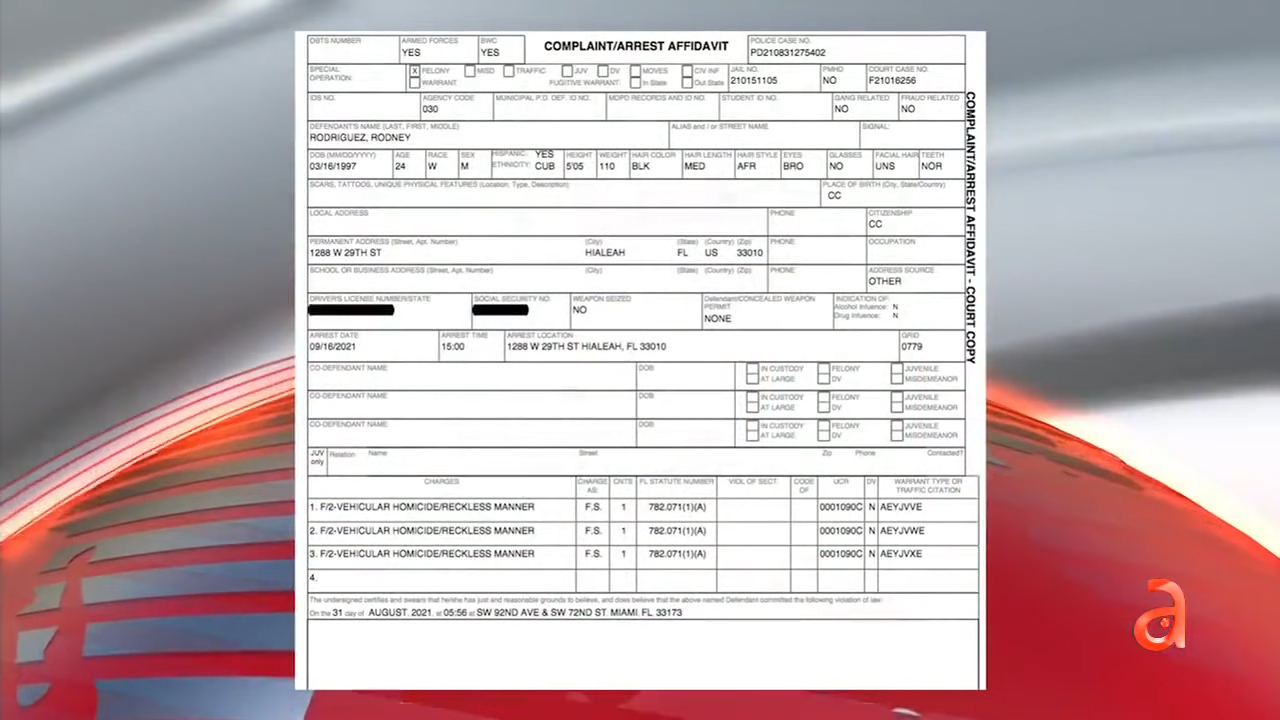 OBTS NUMBER ARMED FORCES YES BWC YES COMPLAINT/ARREST AFFIDAVIT POLICE CASE NO. PD210831275402
SPECIAL OPERATION: X FELONY MISD TRAFFIC JUV DV MOVES C/V INF JAIL NO. 210151105 PMHD NO COURT CASE NO. F21016256
WARRANT FUGITIVE WARRANT: In State Out State
IDS NO. AGENCY CODE 030 MUNICIPAL P.D. DEF. ID NO. MDPD RECORDS AND ID NO. STUDENT ID NO. GANG RELATED NO FRAUD RELATED NO
DEFENDANT'S NAME (LAST, FIRST, MIDDLE) ALIAS and / or STREET NAME SIGNAL:
RODRIGUEZ, RODNEY
DOB (MM/DD/YYYY) AGE RACE SEX HISPANIC: YES HEIGHT WEIGHT HAIR COLOR HAIR LENGTH HAIR STYLE EYES GLASSES FACIAL HAIR TEETH
03/16/1997 24 W M ETHNICITY: CUB 5'05 110 BLK MED AFR BRO NO UNS NOR
SCARS, TATTOOS, UNIQUE PHYSICAL FEATURES (Location, Type, Description) PLACE OF BIRTH (City, State/Country)
CC
LOCAL ADDRESS PHONE CITIZENSHIP
CC
PERMANENT ADDRESS (Street, Apt. Number) (City) (State) (Country) (Zip) PHONE OCCUPATION
1288 W 29TH ST HIALEAH FL US 33010
SCHOOL OR BUSINESS ADDRESS (Street, Apt. Number) (City) (State) (Country) (Zip) PHONE ADDRESS SOURCE
OTHER
DRIVER'S LICENSE NUMBER/STATE SOCIAL SECURITY NO. WEAPON SEIZED NO Defendant/CONCEALED WEAPON PERMIT NONE INDICATION OF:
Alcohol Influence: N
Drug Influence: N
ARREST DATE ARREST TIME ARREST LOCATION GRID
09/16/2021 15:00 1288 W 29TH ST HIALEAH, FL 33010 0779
CO-DEFENDANT NAME DOB IN CUSTODY FELONY JUVENILE
AT LARGE DV MISDEMEANOR
CO-DEFENDANT NAME DOB IN CUSTODY FELONY JUVENILE
AT LARGE DV MISDEMEANOR
CO-DEFENDANT NAME DOB IN CUSTODY FELONY JUVENILE
AT LARGE DV MISDEMEANOR
JUV only Relation Name Street Zip Phone Contacted?
CHARGES CHARGE AS: CNTS FL STATUTE NUMBER VIOL OF SECT. CODE OF UCR DV WARRANT TYPE OR TRAFFIC CITATION
1. F/2-VEHICULAR HOMICIDE/RECKLESS MANNER F.S. 1 782.071(1)(A) 0001090C N AEYJVVE
2. F/2-VEHICULAR HOMICIDE/RECKLESS MANNER F.S. 1 782.071(1)(A) 0001090C N AEYJVWE
3. F/2-VEHICULAR HOMICIDE/RECKLESS MANNER F.S. 1 782.071(1)(A) 0001090C N AEYJVXE
4.
The undersigned certifies and swears that he/she has just and reasonable grounds to believe, and does believe that the above named Defendant committed the following violation of law:
On the 31 day of AUGUST, 2021, at 05:56 at SW 92ND AVE & SW 72ND ST. MIAMI. FL 33173
COMPLAINT/ARREST AFFIDAVIT - COURT COPY
a